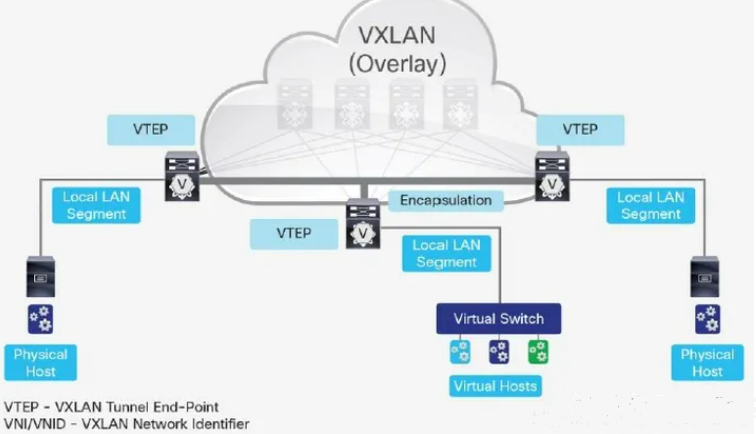 VXLAN
(Overlay)
VTEP
VTEP
V
V
Local LAN
Segment
Encapsulation
Local LAN
Segment
VTEP
V
Local LAN
Segment
Virtual Switch
Physical
Host
Virtual Hosts
Physical
Host
VTEP - VXLAN Tunnel End-Point
VNI/VNID - VXLAN Network Identifier